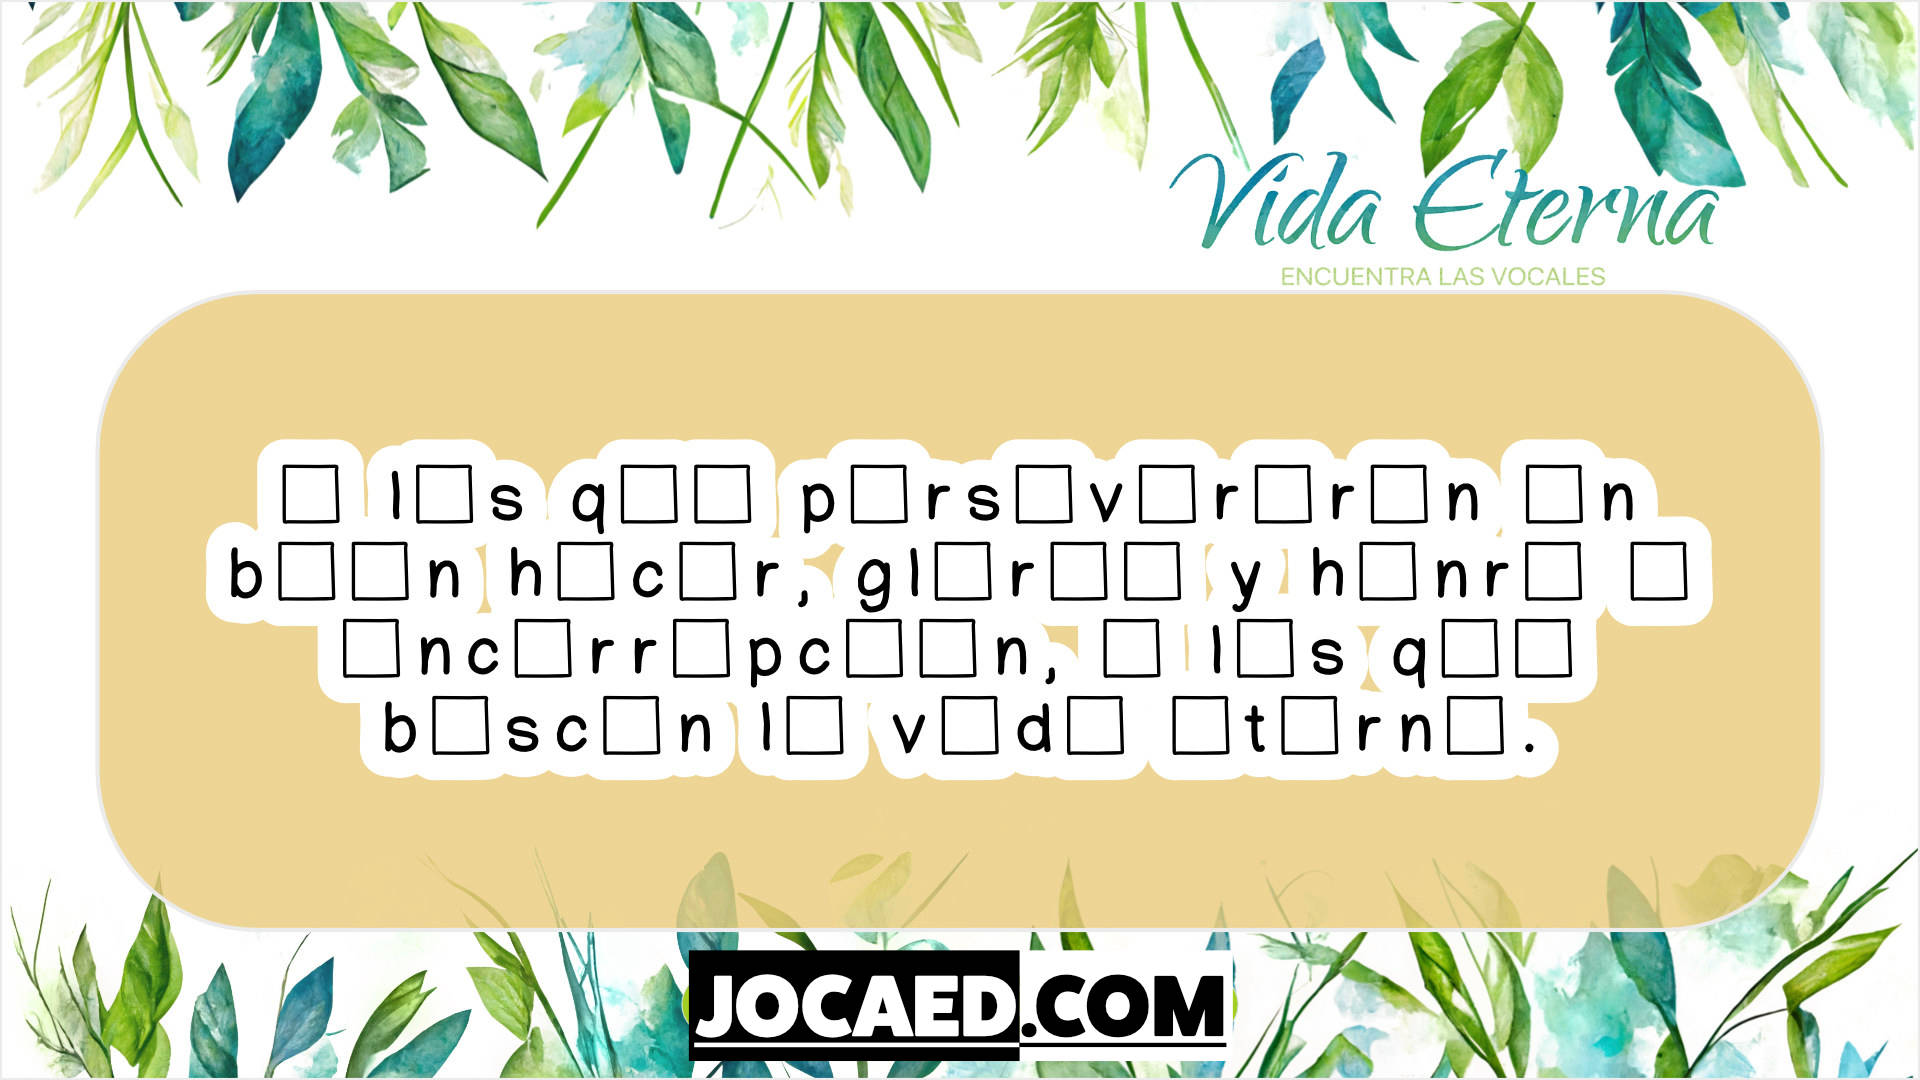 Vida Eterna
ENCUENTRA LAS VOCALES
□ l□s q□□ p□rs□v□r□r□n □n
b□□n h□c□r, gl□r□□ y h□nr□ □
□nc□rr□pc□□n, □ l□s q□□
b□sc□n l□ v□d□ □t□rn□.
JOCAED.COM